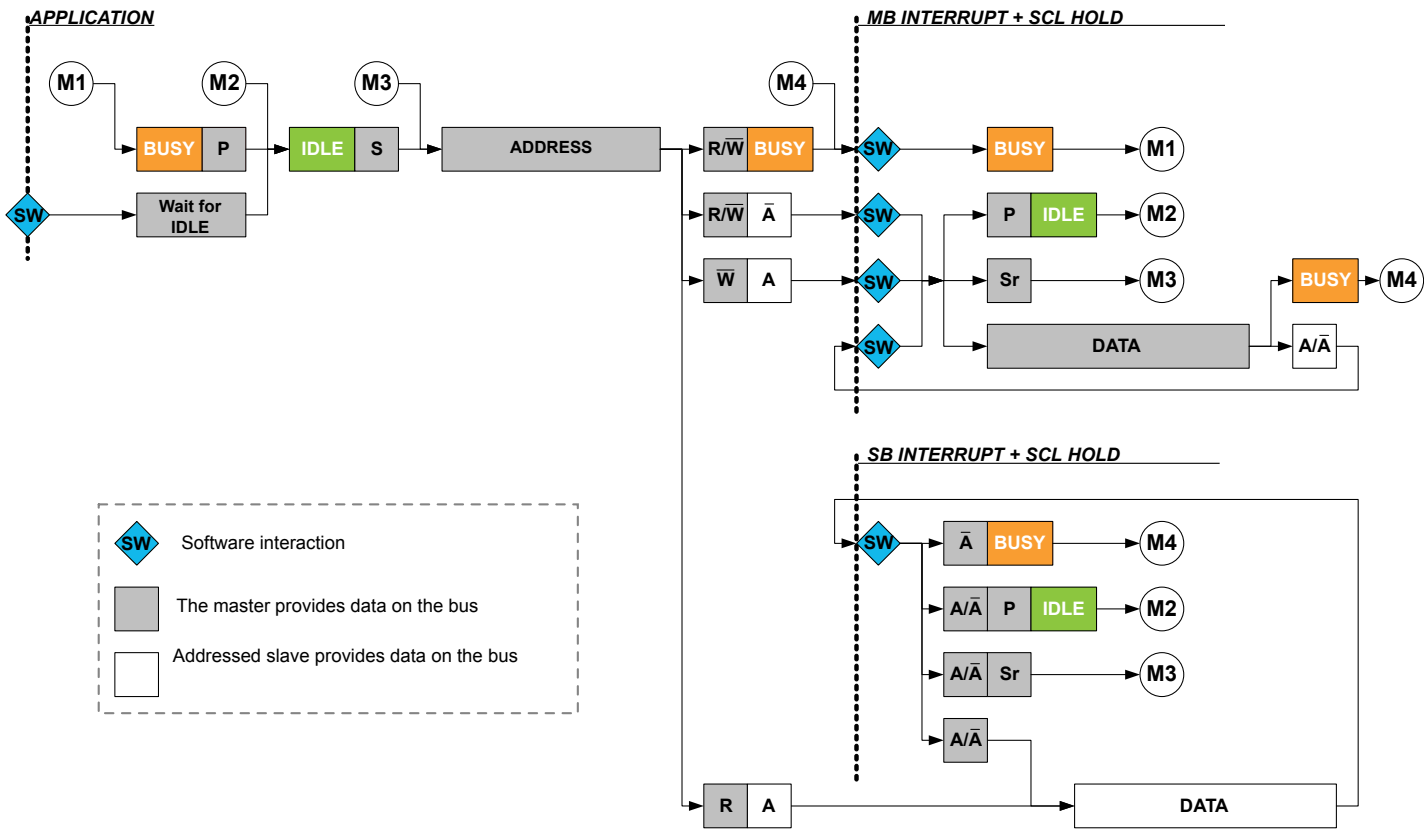 APPLICATION
MB INTERRUPT + SCL HOLD
M1
M2
M3
M4
BUSY P
IDLE S
ADDRESS
R/W̅ BUSY
SW
BUSY
M1
SW
Wait for
IDLE
R/W̅ A̅
SW
P IDLE
M2
W̅ A
SW
Sr
M3
BUSY
M4
SW
DATA
A/A̅
SB INTERRUPT + SCL HOLD
SW
A̅ BUSY
M4
A/A̅ P IDLE
M2
A/A̅ Sr
M3
A/A̅
R A
DATA
SW Software interaction
The master provides data on the bus
Addressed slave provides data on the bus